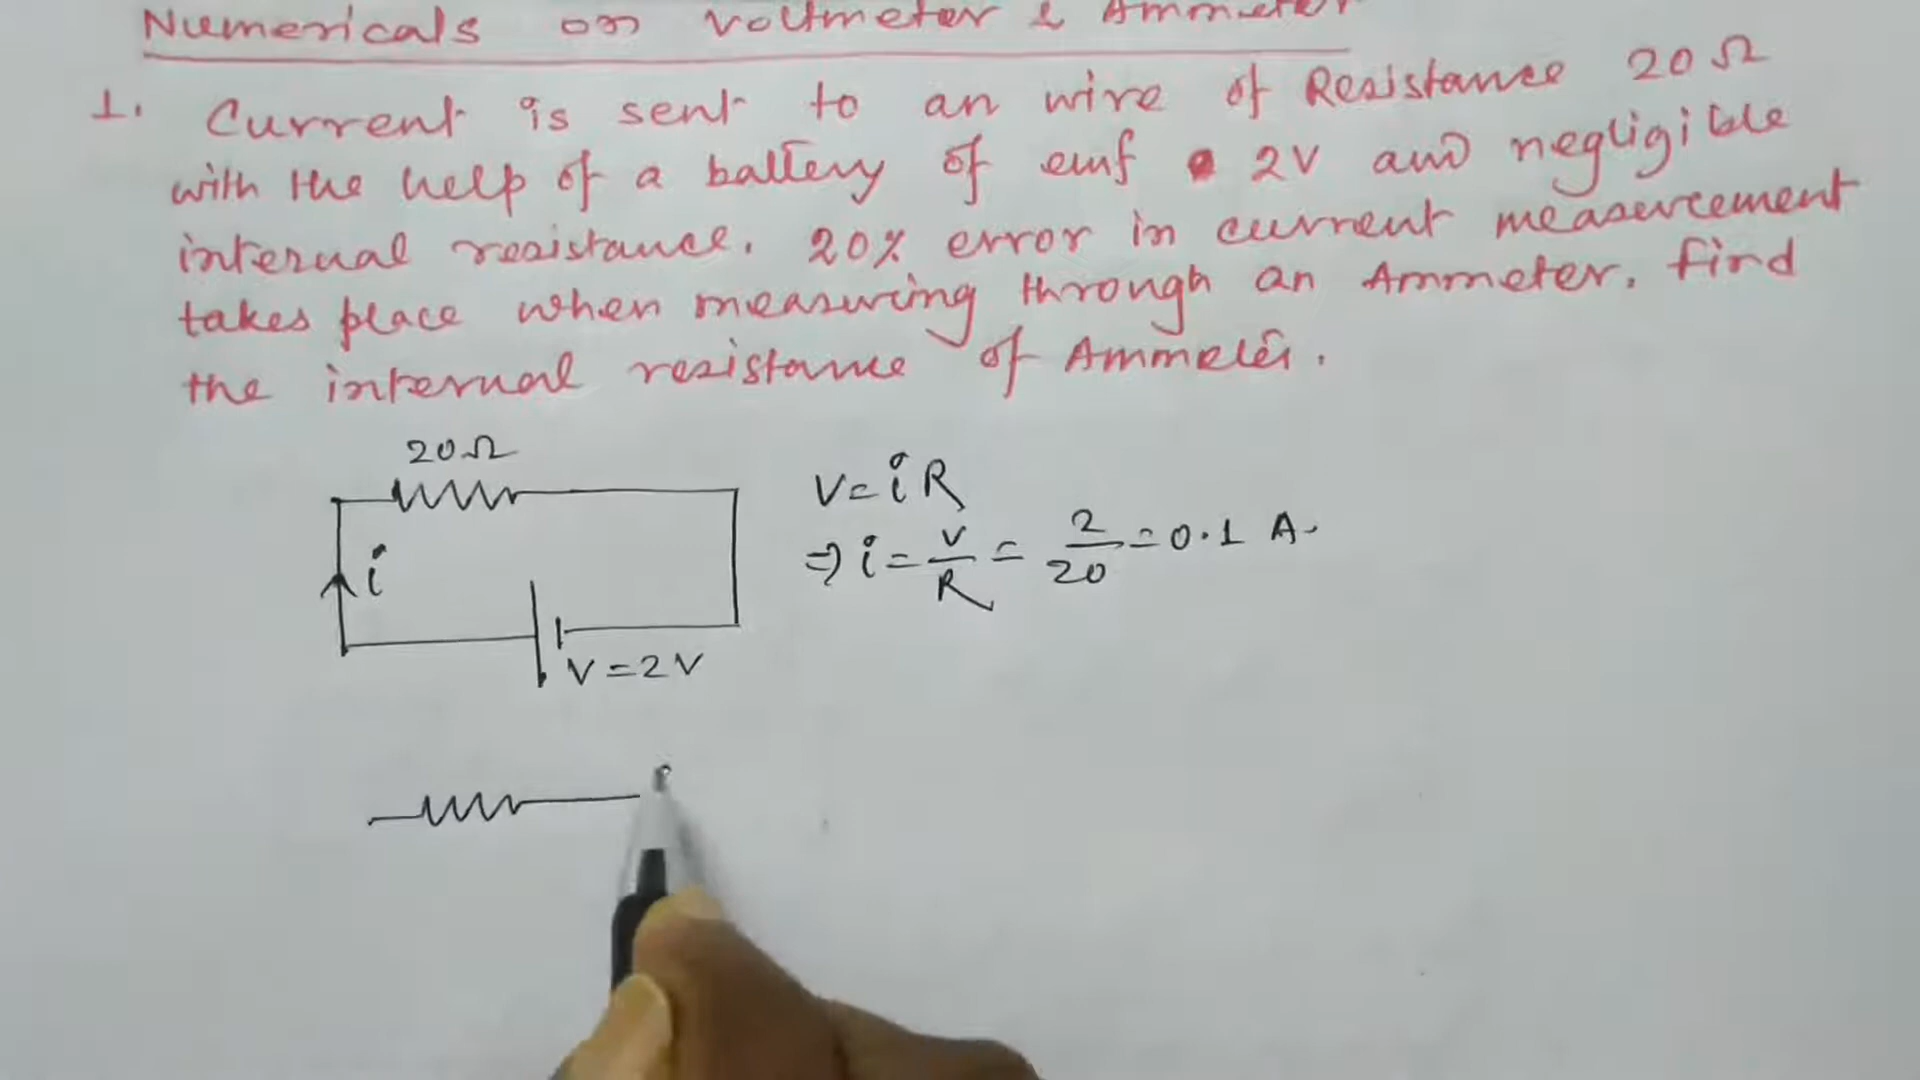 Numericals on Voltmeter & Ammeter
1. Current is sent to an wire of Resistance 20 Ω
with the help of a battery of emf 2V and negligible
internal resistance. 20% error in current measurement
takes place when measuring through an Ammeter. find
the internal resistance of Ammeter.
20Ω
i
V=2V
V=iR
⇒ i = V/R = 2/20 = 0.1 A.